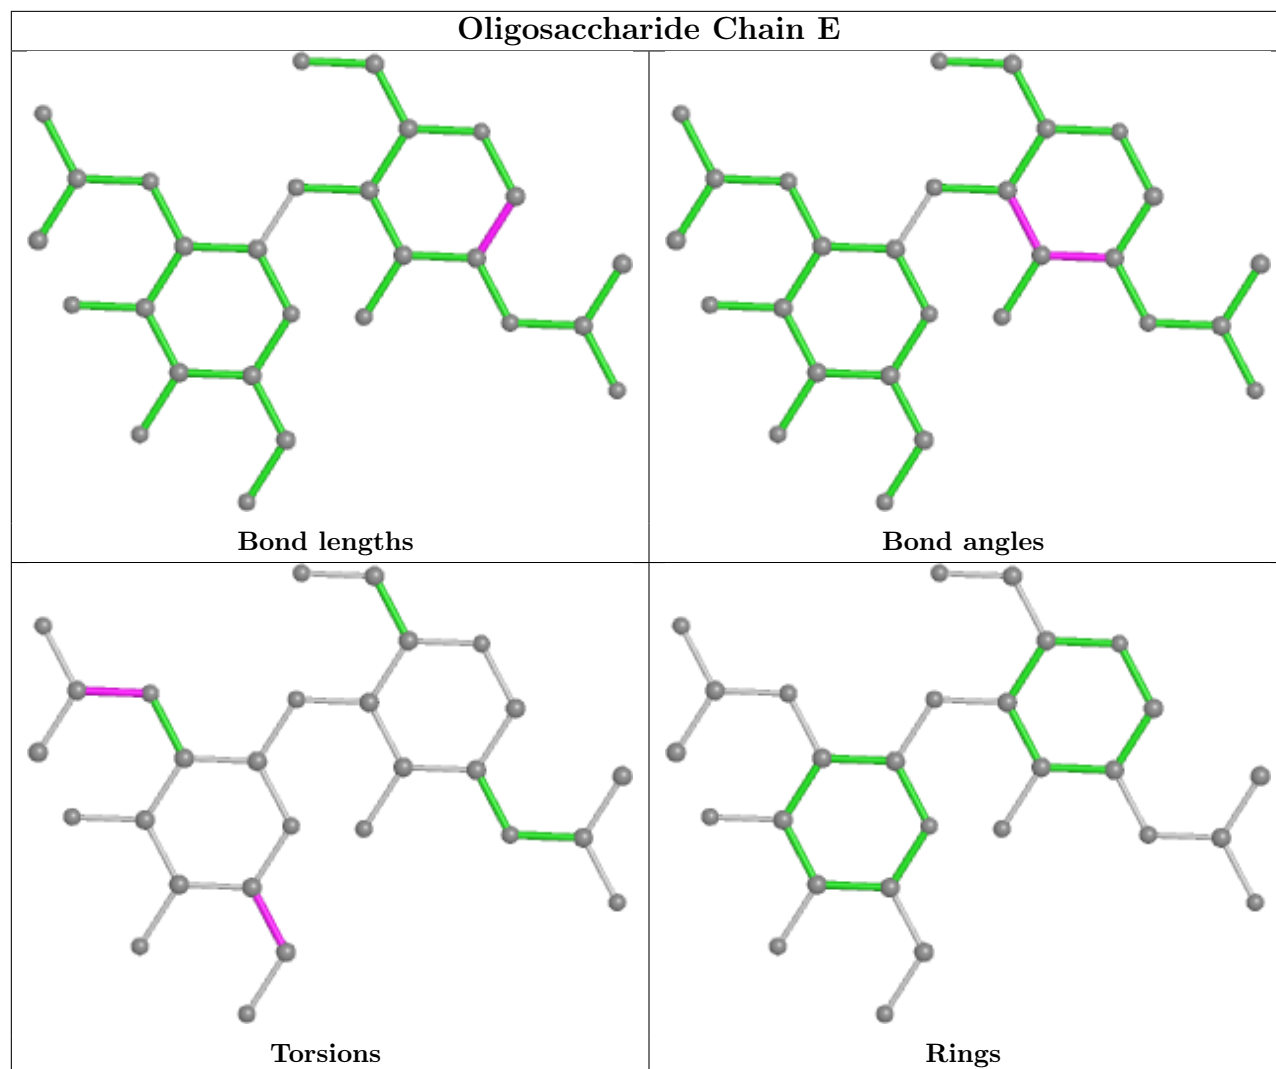 Oligosaccharide Chain E
Bond lengths
Bond angles
Torsions
Rings